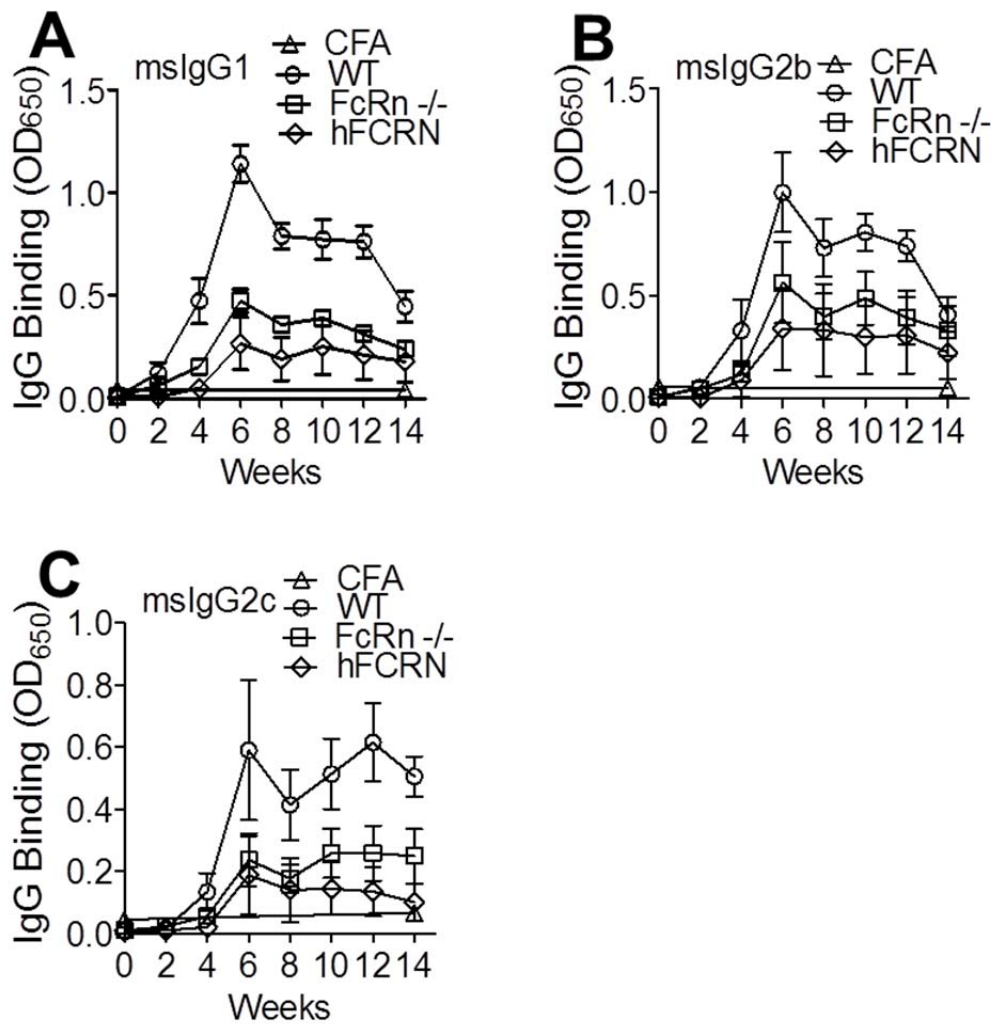 A
msIgG1
CFA
WT
FcRn -/-
hFCRN
IgG Binding (OD650)
1.5
1.0
0.5
0.0
0 2 4 6 8 10 12 14
Weeks
B
msIgG2b
CFA
WT
FcRn -/-
hFCRN
IgG Binding (OD650)
1.5
1.0
0.5
0.0
0 2 4 6 8 10 12 14
Weeks
C
msIgG2c
CFA
WT
FcRn -/-
hFCRN
IgG Binding (OD650)
1.0
0.8
0.6
0.4
0.2
0.0
0 2 4 6 8 10 12 14
Weeks